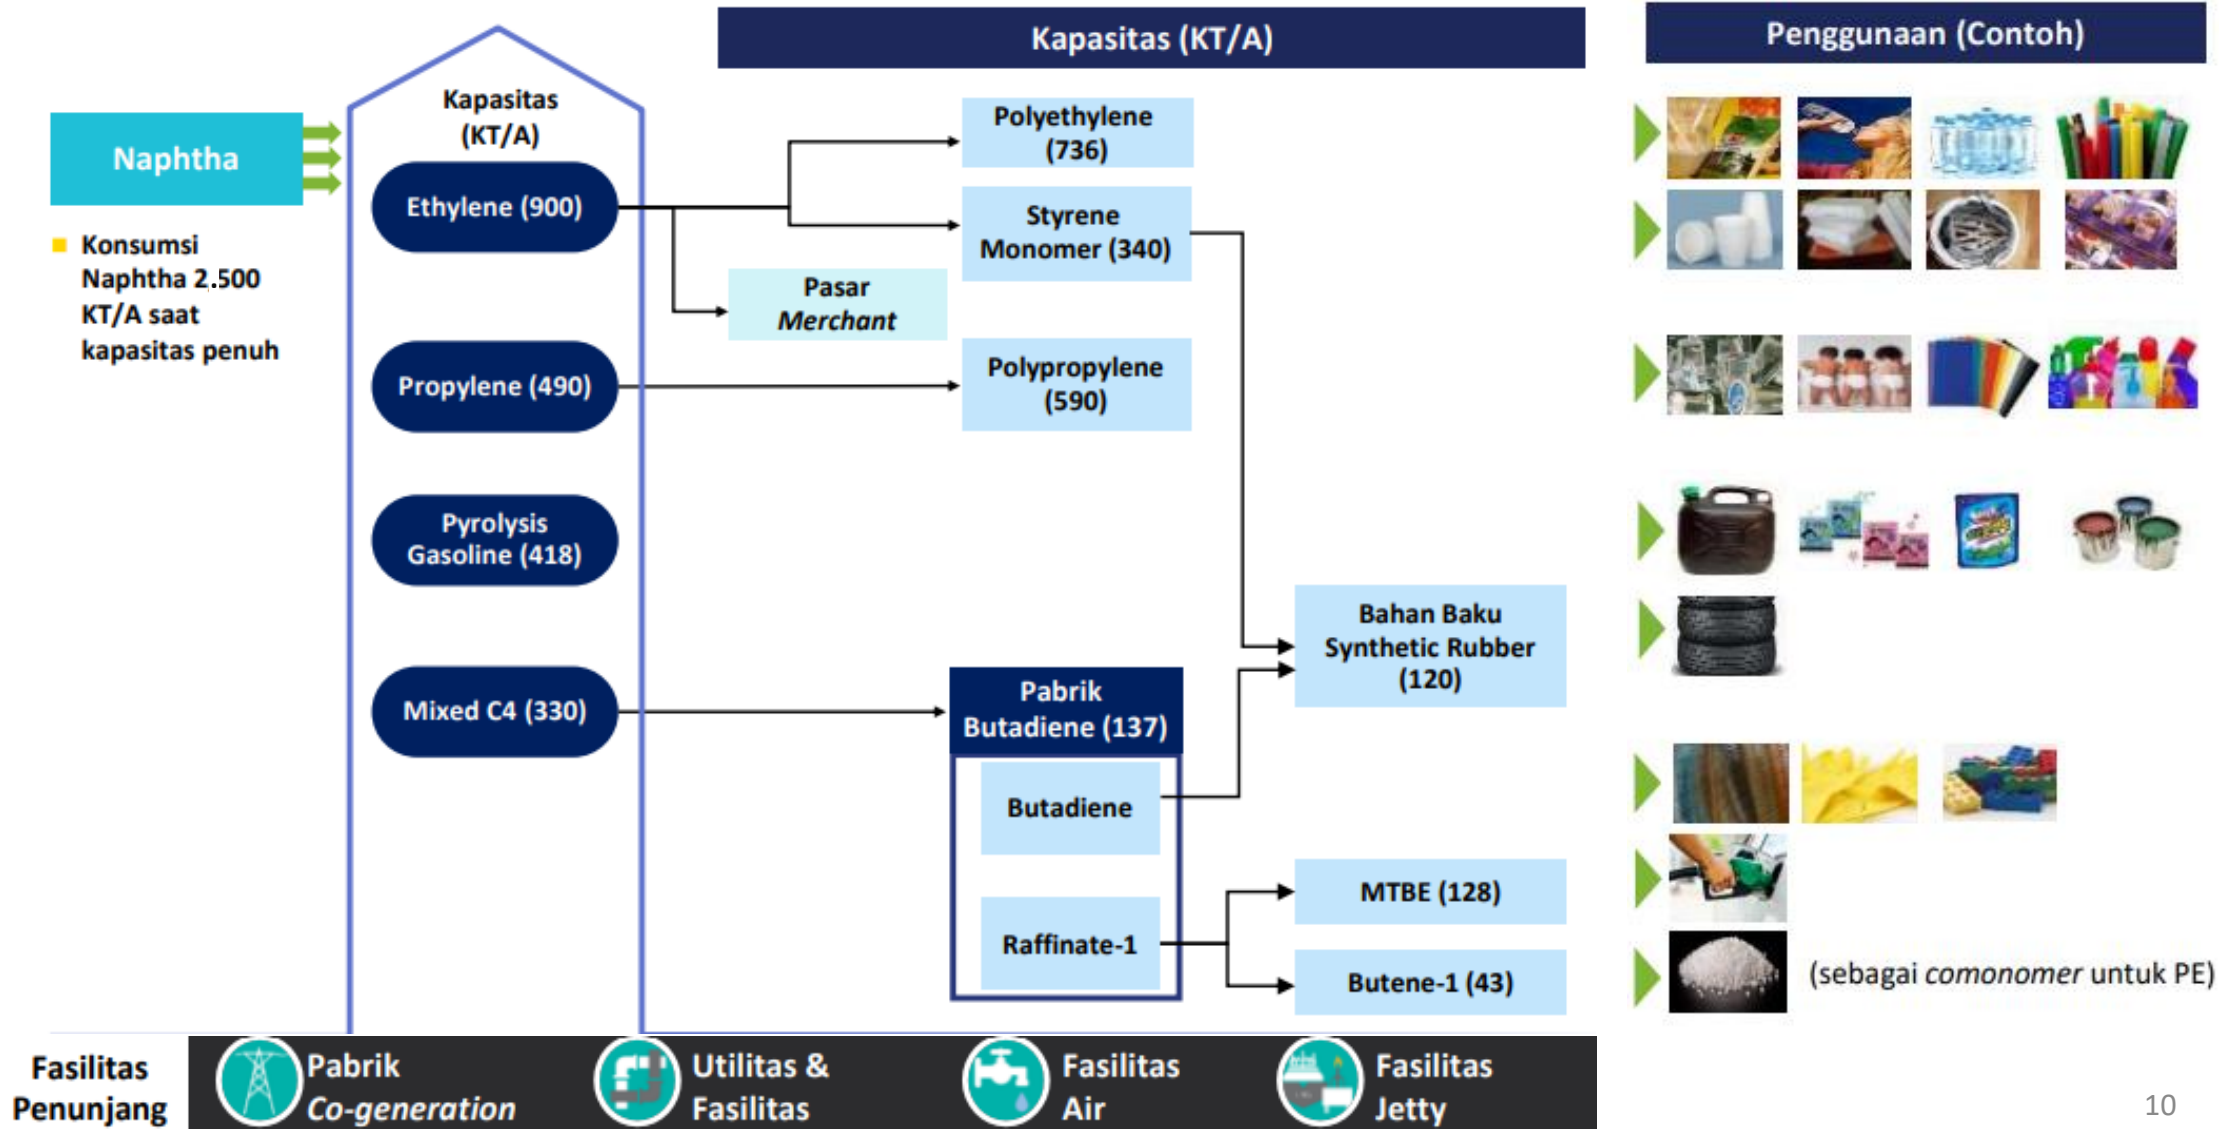 Kapasitas (KT/A)
Penggunaan (Contoh)
Naphtha
Konsumsi
Naphtha 2.500
KT/A saat
kapasitas penuh
Kapasitas
(KT/A)
Ethylene (900)
Propylene (490)
Pyrolysis
Gasoline (418)
Mixed C4 (330)
Polyethylene
(736)
Styrene
Monomer (340)
Pasar
Merchant
Polypropylene
(590)
Pabrik
Butadiene (137)
Butadiene
Raffinate-1
Bahan Baku
Synthetic Rubber
(120)
MTBE (128)
Butene-1 (43)
(sebagai comonomer untuk PE)
Fasilitas
Penunjang
Pabrik
Co-generation
Utilitas &
Fasilitas
Fasilitas
Air
Fasilitas
Jetty
10